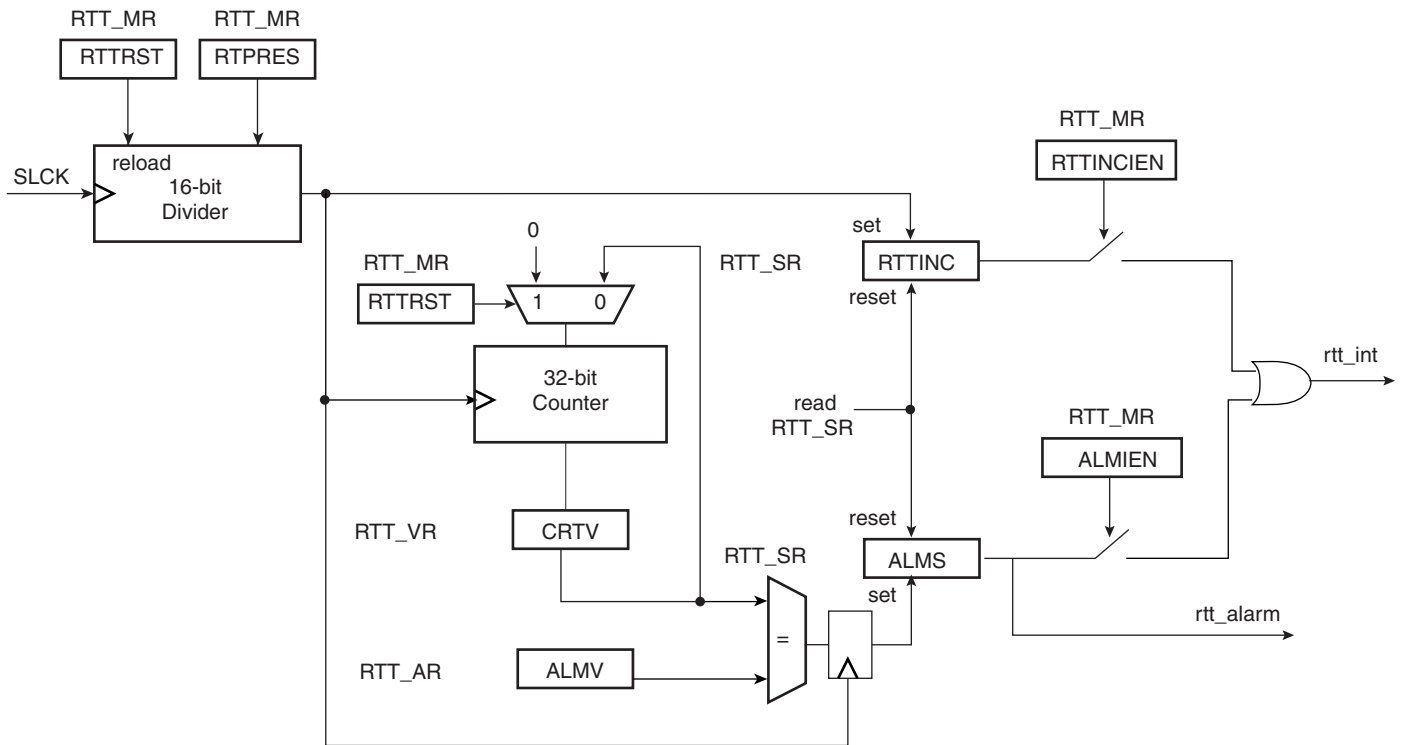 RTT_MR
RTT_MR
RTTRST
RTPRES
reload
16-bit
Divider
SLCK
RTT_MR
RTTINCIEN
0
set
RTT_MR
RTT_SR
RTTINC
RTTRST
1
0
reset
32-bit
Counter
rtt_int
read
RTT_SR
RTT_MR
ALMIEN
reset
RTT_VR
CRTV
RTT_SR
ALMS
set
rtt_alarm
=
RTT_AR
ALMV